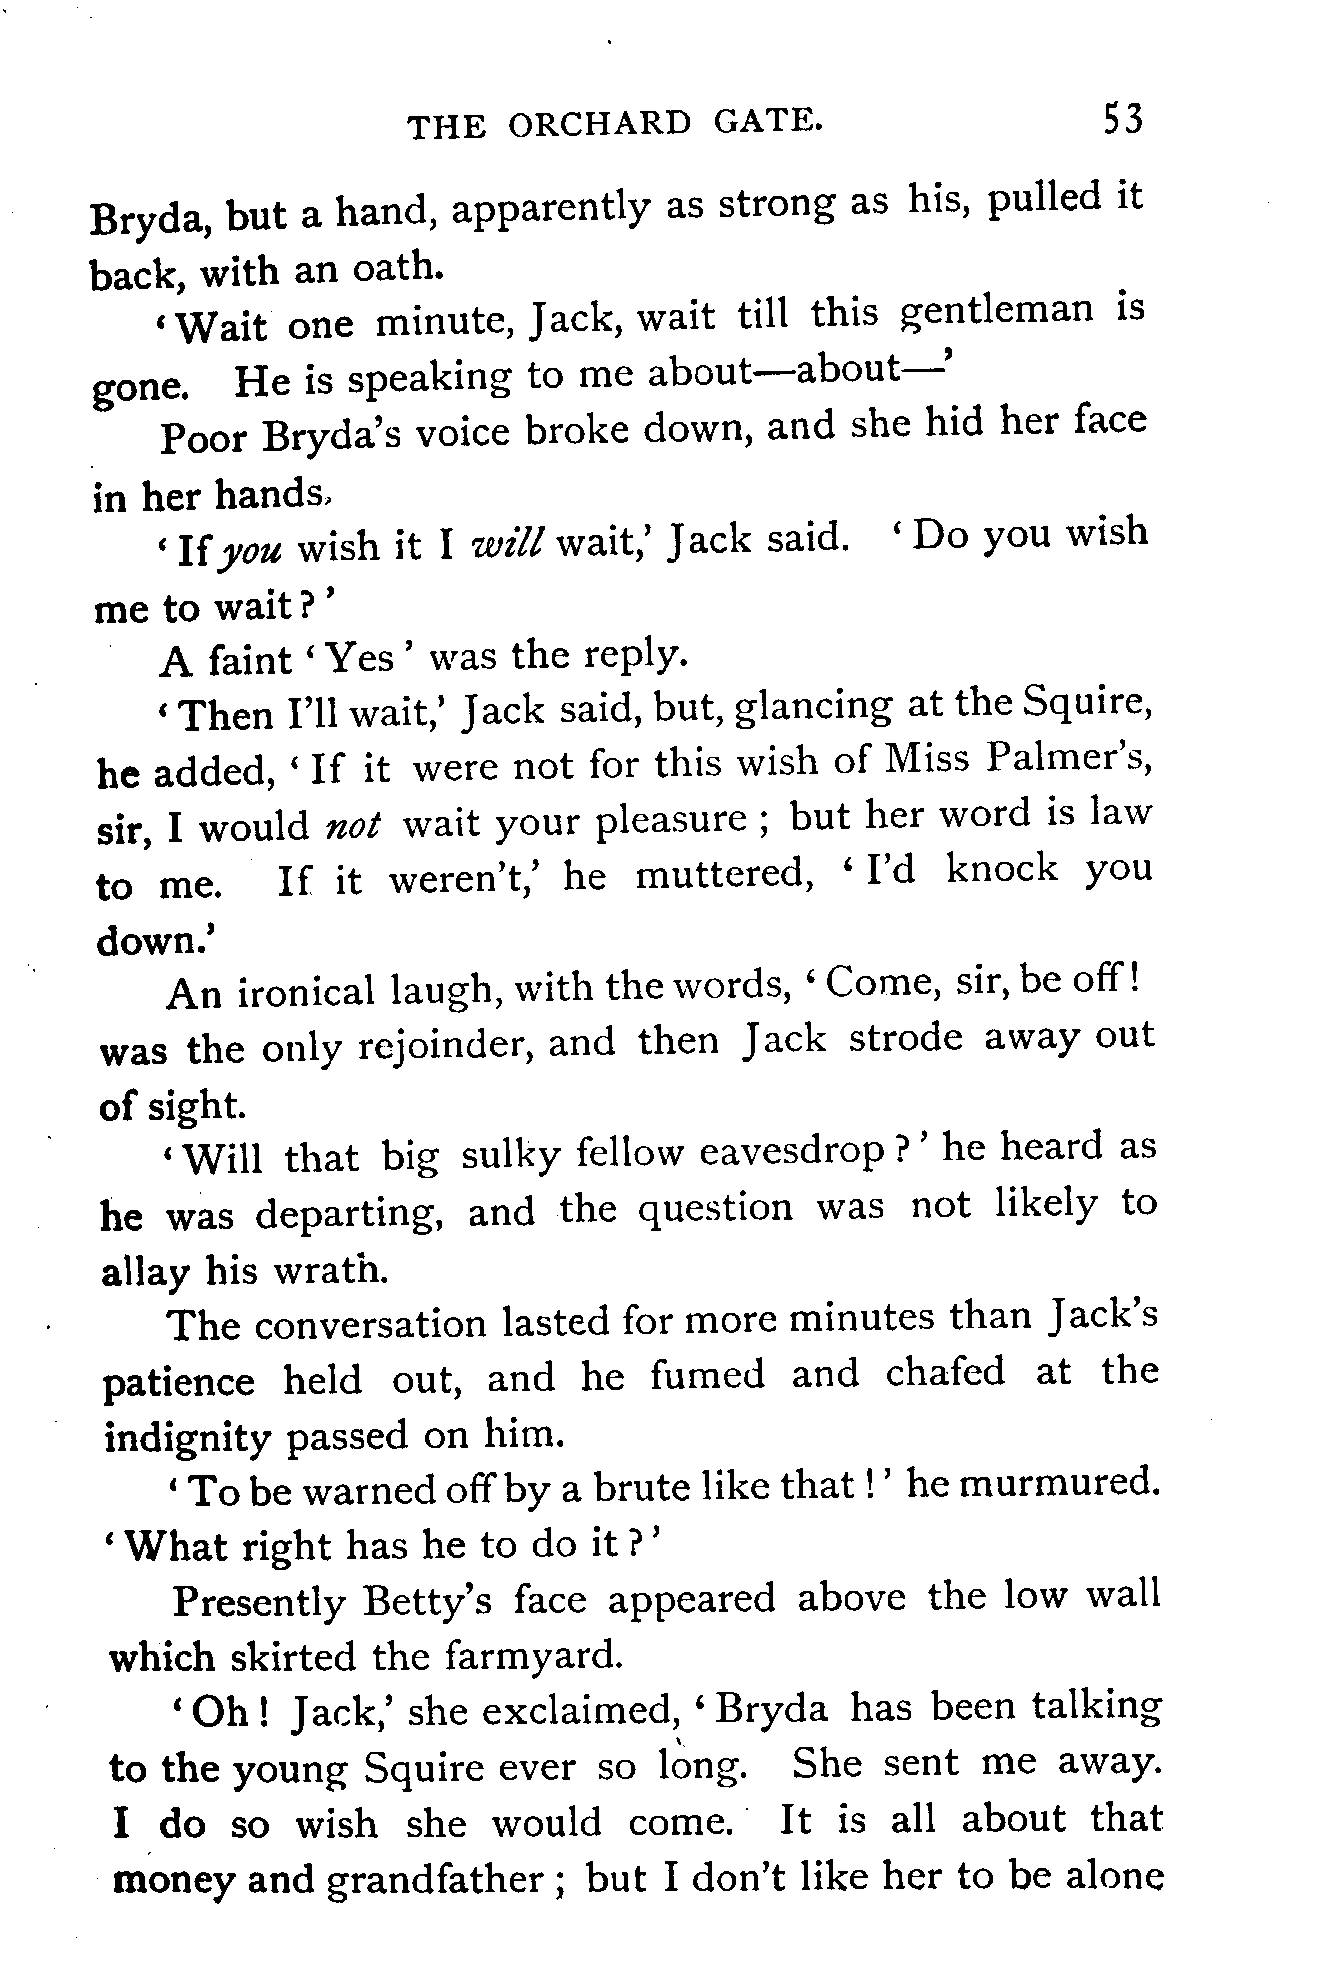 THE ORCHARD GATE. 53
Bryda, but a hand, apparently as strong as his, pulled it
back, with an oath.
‘Wait one minute, Jack, wait till this gentleman is
gone. He is speaking to me about—about—’
Poor Bryda’s voice broke down, and she hid her face
in her hands,
‘If you wish it I will wait,’ Jack said. ‘Do you wish
me to wait?’
A faint ‘Yes’ was the reply.
‘Then I’ll wait,’ Jack said, but, glancing at the Squire,
he added, ‘If it were not for this wish of Miss Palmer’s,
sir, I would not wait your pleasure; but her word is law
to me. If it weren’t,’ he muttered, ‘I’d knock you
down.’
An ironical laugh, with the words, ‘Come, sir, be off!
was the only rejoinder, and then Jack strode away out
of sight.
‘Will that big sulky fellow eavesdrop?’ he heard as
he was departing, and the question was not likely to
allay his wrath.
The conversation lasted for more minutes than Jack’s
patience held out, and he fumed and chafed at the
indignity passed on him.
‘To be warned off by a brute like that!’ he murmured.
‘What right has he to do it?’
Presently Betty’s face appeared above the low wall
which skirted the farmyard.
‘Oh! Jack,’ she exclaimed, ‘Bryda has been talking
to the young Squire ever so long. She sent me away.
I do so wish she would come. It is all about that
money and grandfather; but I don’t like her to be alone